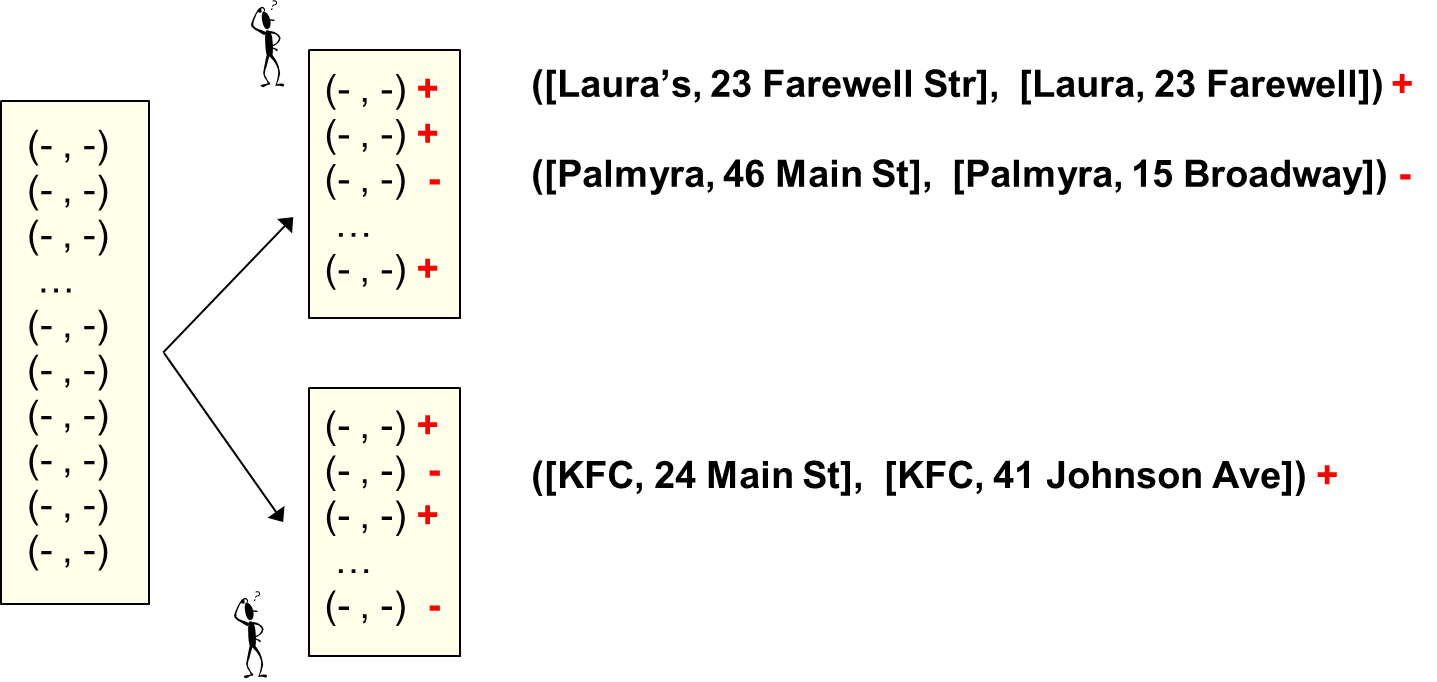 (- , -)
(- , -)
(- , -)
...
(- , -)
(- , -)
(- , -)
(- , -)
(- , -)
(- , -)
?
(- , -) +
(- , -) +
(- , -) -
...
(- , -) +
([Laura’s, 23 Farewell Str], [Laura, 23 Farewell]) +
([Palmyra, 46 Main St], [Palmyra, 15 Broadway]) -
?
(- , -) +
(- , -) -
(- , -) +
...
(- , -) -
([KFC, 24 Main St], [KFC, 41 Johnson Ave]) +